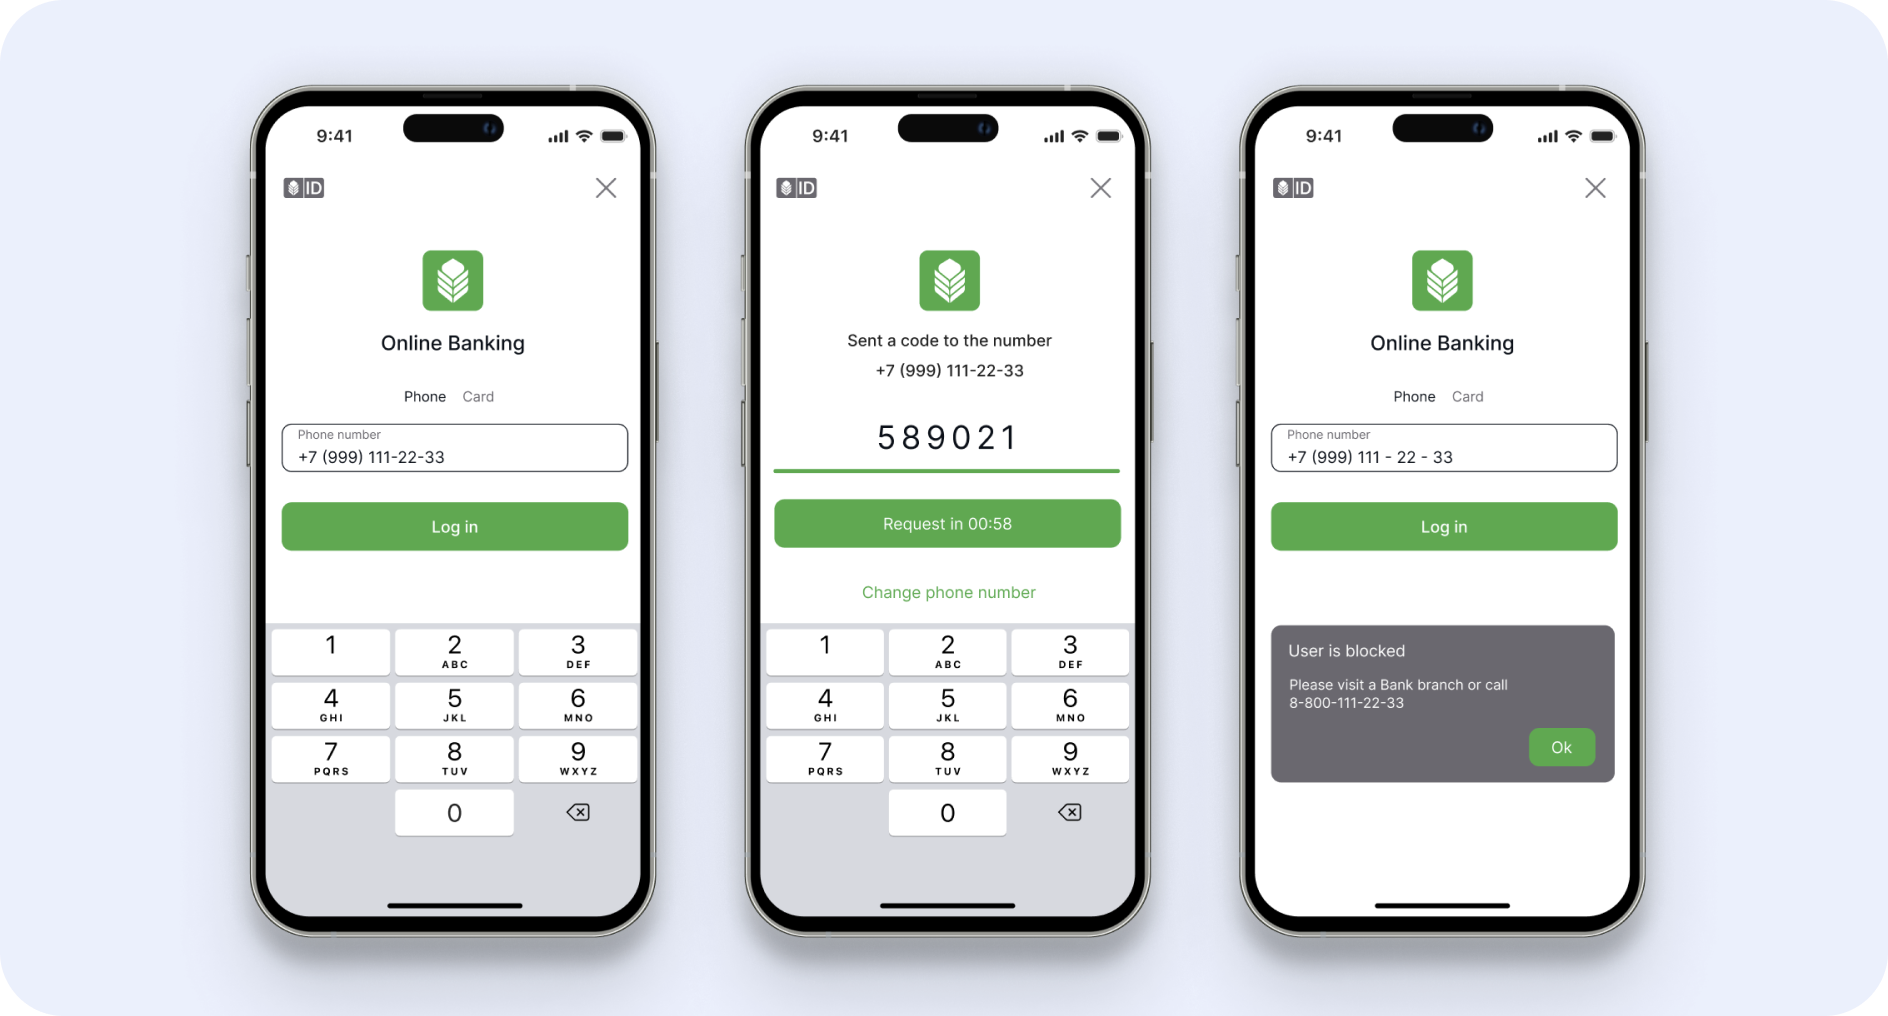 9:41
ID
Online Banking
Phone Card
Phone number
+7 (999) 111-22-33
Log in
1 2 3
ABC DEF
4 5 6
GHI JKL MNO
7 8 9
PQRS TUV WXYZ
0
9:41
ID
Sent a code to the number
+7 (999) 111-22-33
589021
Request in 00:58
Change phone number
1 2 3
ABC DEF
4 5 6
GHI JKL MNO
7 8 9
PQRS TUV WXYZ
0
9:41
ID
Online Banking
Phone Card
Phone number
+7 (999) 111 - 22 - 33
Log in
User is blocked
Please visit a Bank branch or call
8-800-111-22-33
Ok